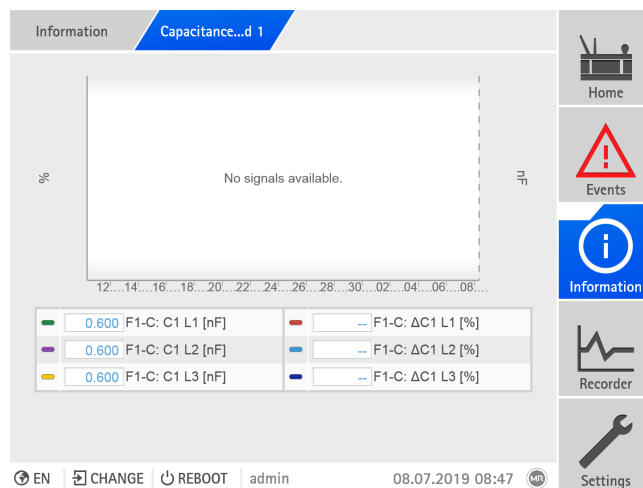 Information
Capacitance...d 1
Home
Events
Information
Recorder
Settings
%
No signals available.
nF
12....14....16....18....20....22....24....26....28....30....02....04....06....08....
0.600 F1-C: C1 L1 [nF]
-- F1-C: ΔC1 L1 [%]
0.600 F1-C: C1 L2 [nF]
-- F1-C: ΔC1 L2 [%]
0.600 F1-C: C1 L3 [nF]
-- F1-C: ΔC1 L3 [%]
EN CHANGE REBOOT admin 08.07.2019 08:47 MR